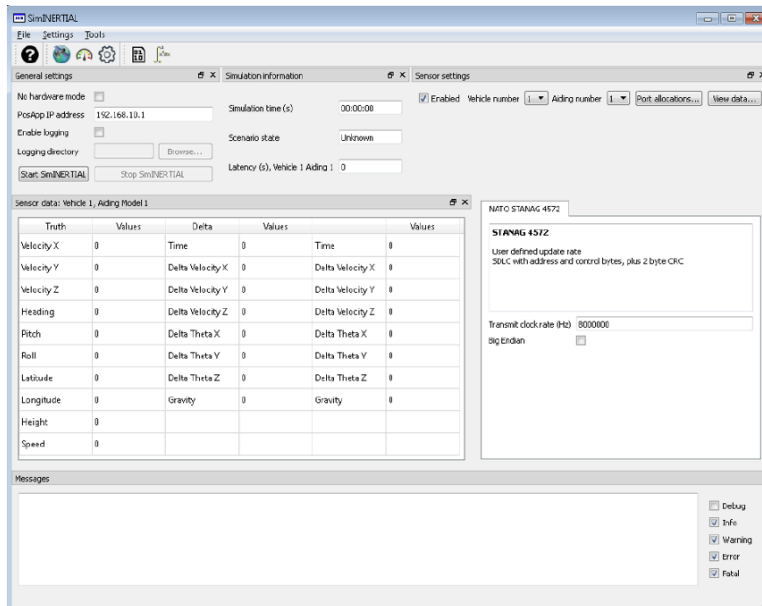 SimINERTIAL
File Settings Tools
General settings
No hardware mode
PosApp IP address 192.168.10.1
Enable logging
Logging directory Browse...
Start SimINERTIAL Stop SimINERTIAL
Simulation information
Simulation time (s) 00:00:00
Scenario state Unknown
Latency (s), Vehicle 1 Aiding 1 0
Sensor settings
Enabled Vehicle number 1 Aiding number 1 Port allocations... View data...
Sensor data: Vehicle 1, Aiding Model 1
Truth Values Delta Values Values
Velocity X 0 Time 0 Time 0
Velocity Y 0 Delta Velocity X 0 Delta Velocity X 0
Velocity Z 0 Delta Velocity Y 0 Delta Velocity Y 0
Heading 0 Delta Velocity Z 0 Delta Velocity Z 0
Pitch 0 Delta Theta X 0 Delta Theta X 0
Roll 0 Delta Theta Y 0 Delta Theta Y 0
Latitude 0 Delta Theta Z 0 Delta Theta Z 0
Longitude 0 Gravity 0 Gravity 0
Height 0
Speed 0
NATO STANAG 4572
STANAG 4572
User defined update rate
SDLC with address and control bytes, plus 2 byte CRC
Transmit clock rate (Hz) 8000000
Big Endian
Messages
Debug
Info
Warning
Error
Fatal